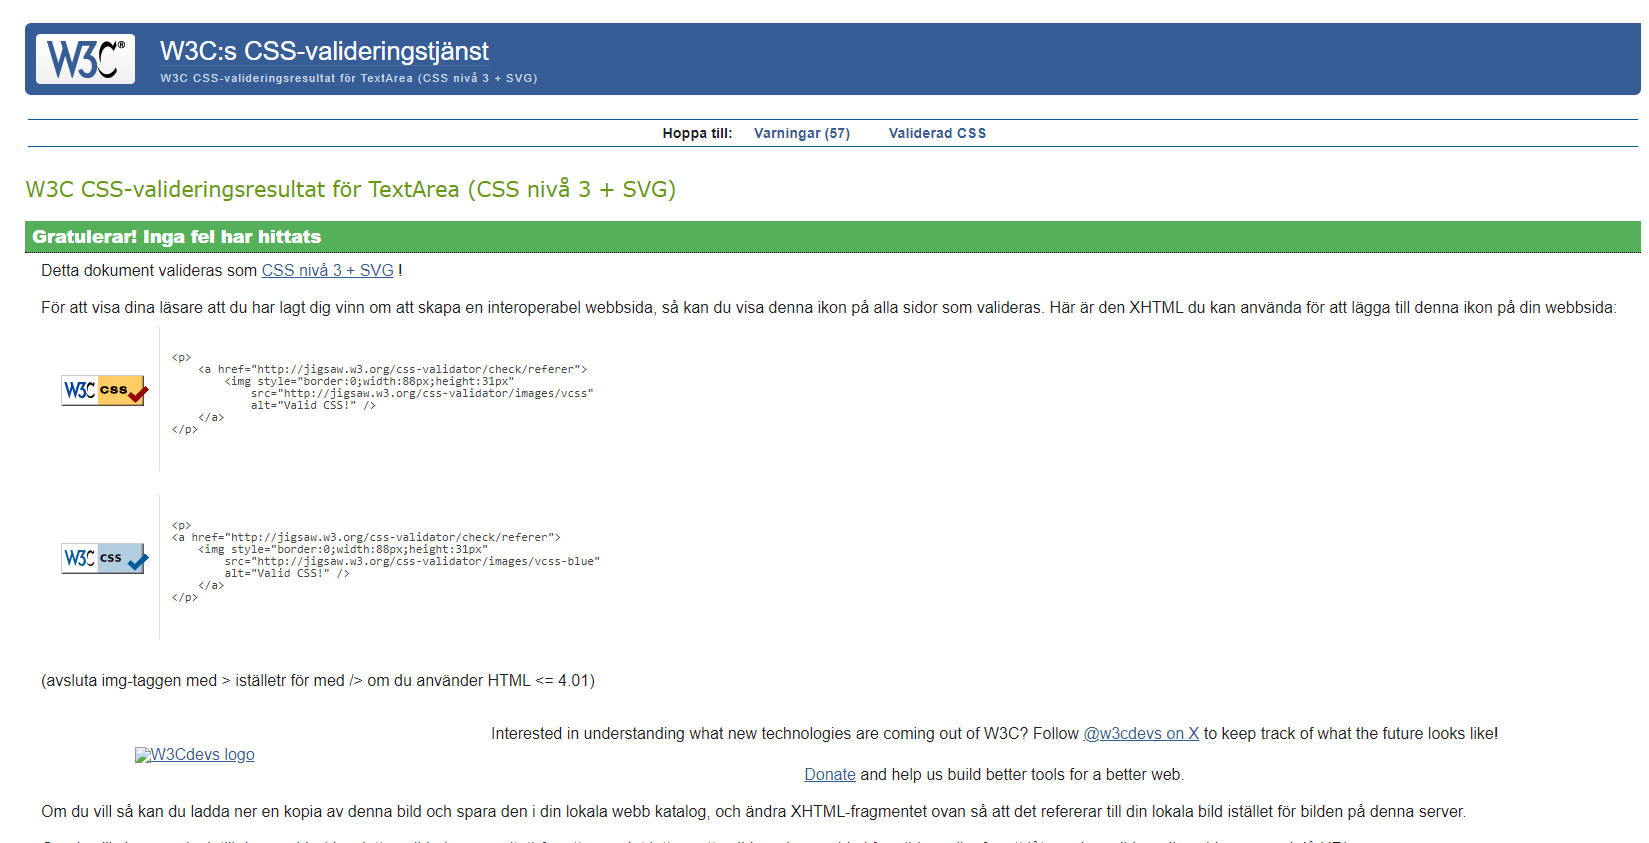 W3C®
W3C:s CSS-valideringstjänst
W3C CSS-valideringsresultat för TextArea (CSS nivå 3 + SVG)
Hoppa till: Varningar (57) Validerad CSS
W3C CSS-valideringsresultat för TextArea (CSS nivå 3 + SVG)
Gratulerar! Inga fel har hittats
Detta dokument valideras som CSS nivå 3 + SVG !
För att visa dina läsare att du har lagt dig vinn om att skapa en interoperabel webbsida, så kan du visa denna ikon på alla sidor som valideras. Här är den XHTML du kan använda för att lägga till denna ikon på din webbsida:
W3C css
<p>
<a href="http://jigsaw.w3.org/css-validator/check/referer">
<img style="border:0;width:88px;height:31px"
src="http://jigsaw.w3.org/css-validator/images/vcss"
alt="Valid CSS!" />
</a>
</p>
W3C css
<p>
<a href="http://jigsaw.w3.org/css-validator/check/referer">
<img style="border:0;width:88px;height:31px"
src="http://jigsaw.w3.org/css-validator/images/vcss-blue"
alt="Valid CSS!" />
</a>
</p>
(avsluta img-taggen med > iställetr för med /> om du använder HTML <= 4.01)
Interested in understanding what new technologies are coming out of W3C? Follow @w3cdevs on X to keep track of what the future looks like!
W3Cdevs logo
Donate and help us build better tools for a better web.
Om du vill så kan du ladda ner en kopia av denna bild och spara den i din lokala webb katalog, och ändra XHTML-fragmentet ovan så att det refererar till din lokala bild istället för bilden på denna server.